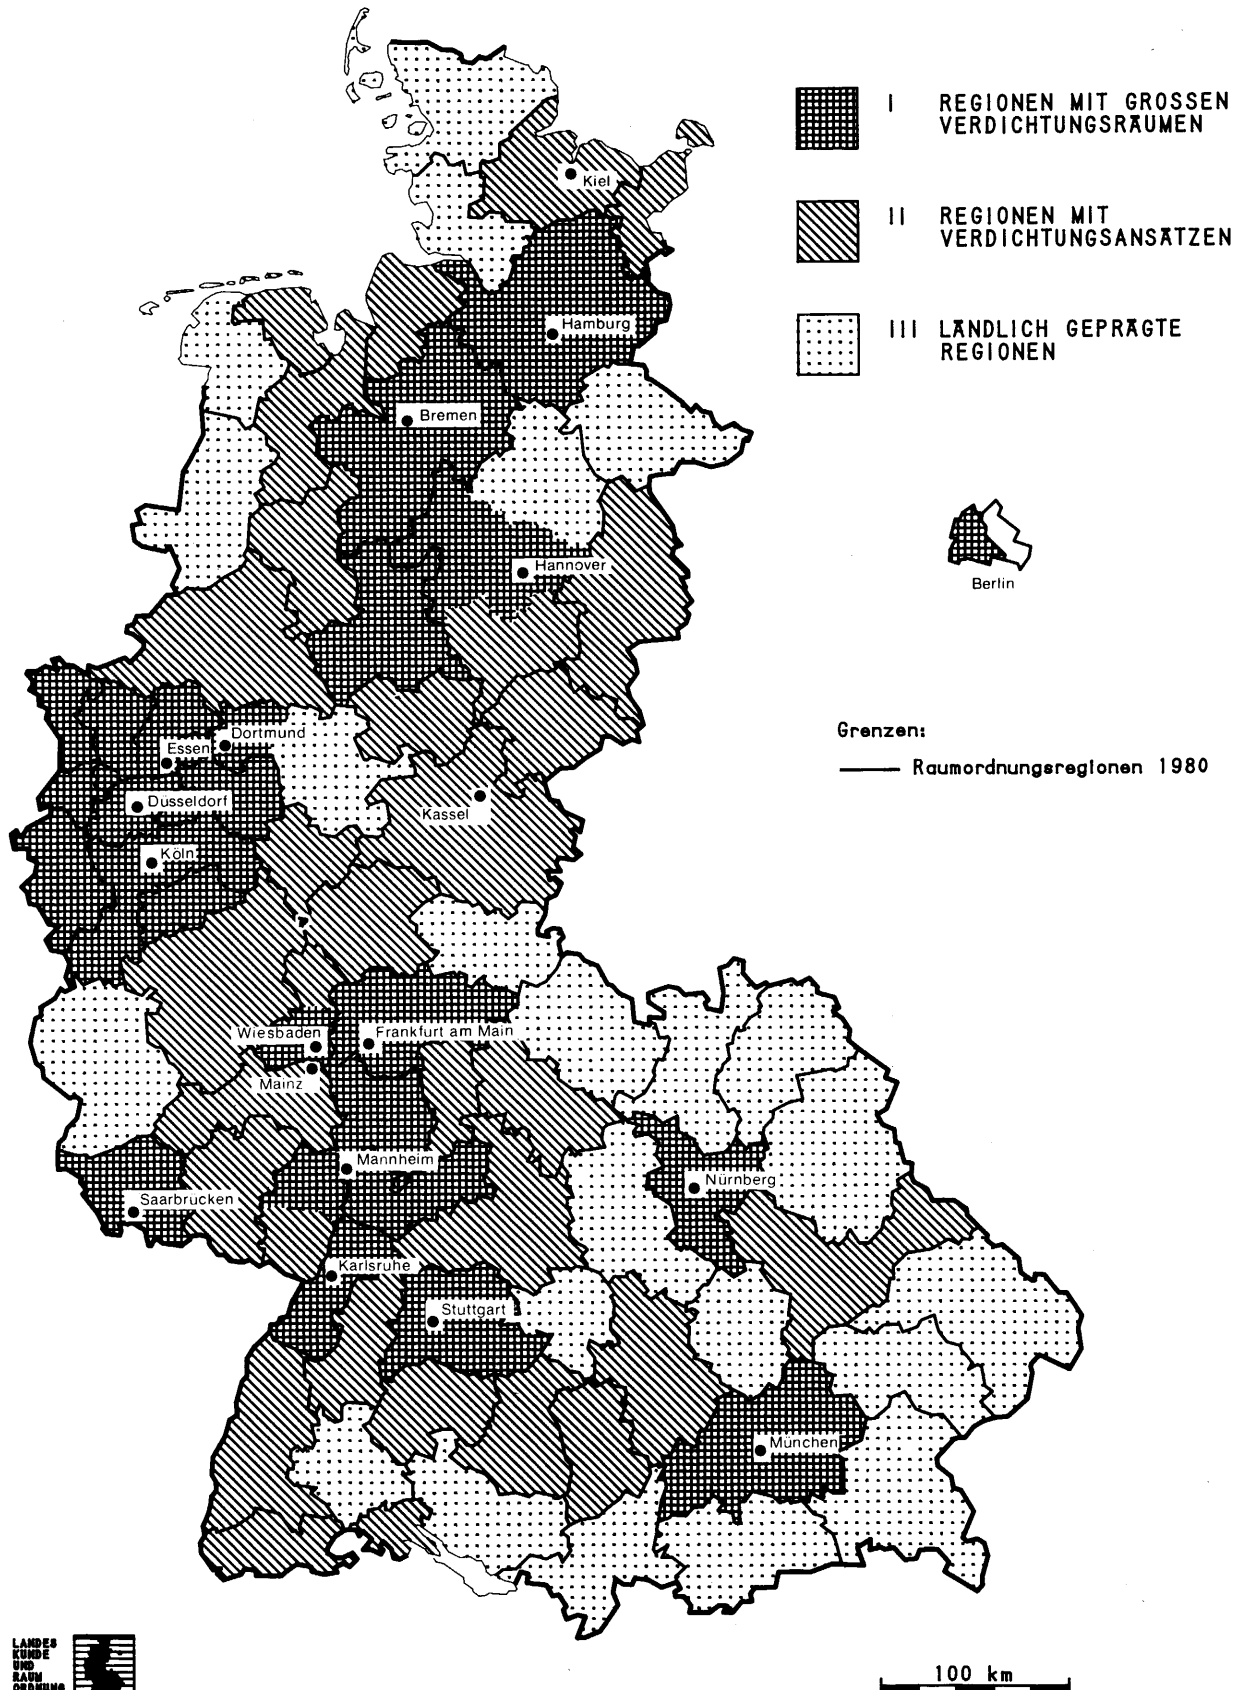 I REGIONEN MIT GROSSEN
VERDICHTUNGSRÄUMEN
II REGIONEN MIT
VERDICHTUNGSANSÄTZEN
III LÄNDLICH GEPRÄGTE
REGIONEN
Kiel
Hamburg
Bremen
Hannover
Berlin
Dortmund
Essen
Düsseldorf
Kassel
Köln
Grenzen:
Raumordnungsregionen 1980
Wiesbaden
Frankfurt am Main
Mainz
Mannheim
Nürnberg
Saarbrücken
Karlsruhe
Stuttgart
München
LANDES
KUNDE
UND
RAUM
ORDNUNG
100 km